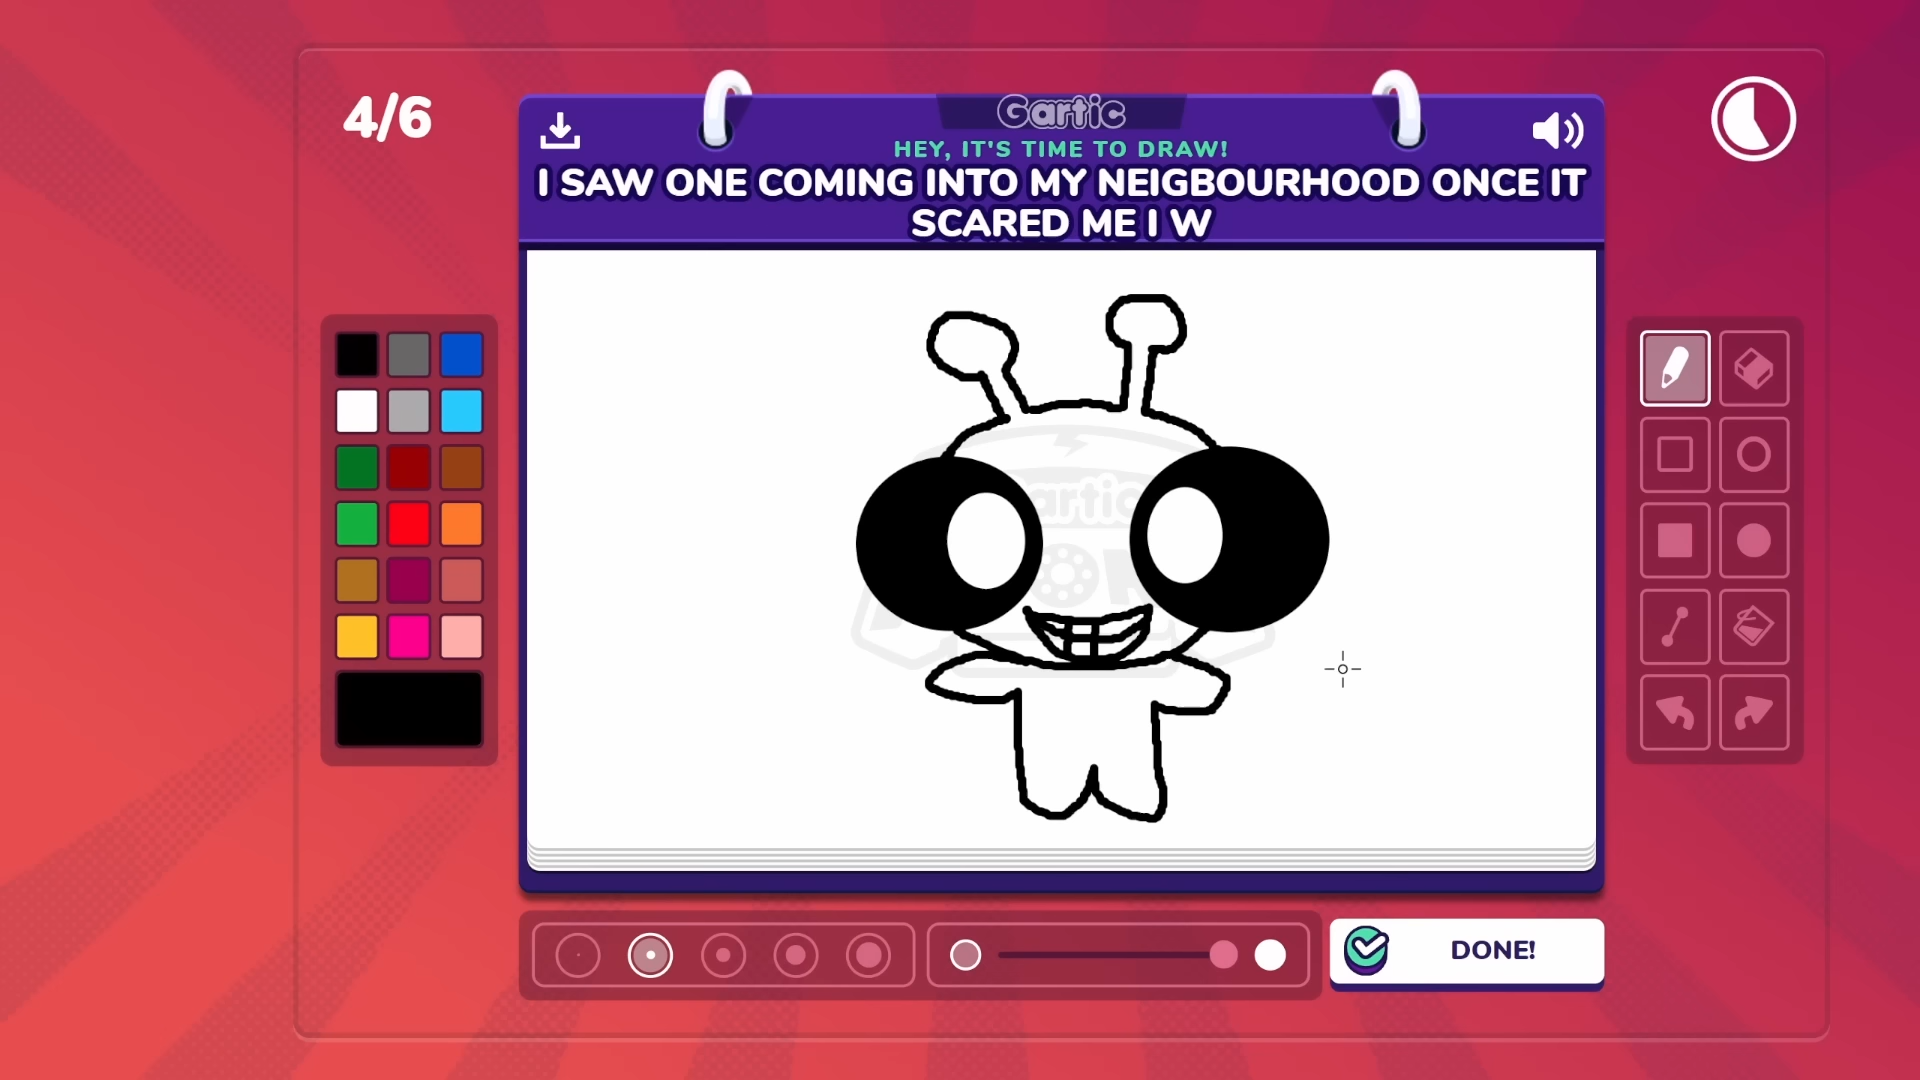 4/6
Gartic
HEY, IT'S TIME TO DRAW!
I SAW ONE COMING INTO MY NEIGBOURHOOD ONCE IT
SCARED ME I W
artic
DONE!